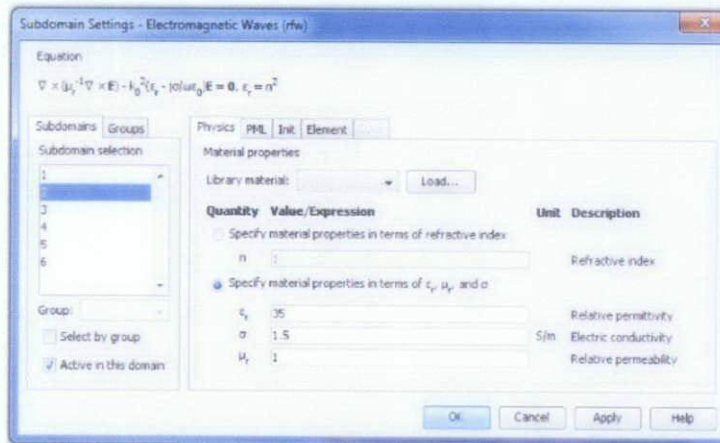 Subdomain Settings - Electromagnetic Waves (rfw)
Equation
∇ × (μᵣ⁻¹∇ × E) - k₀²(εᵣ - jσ/ωε₀)E = 0, εᵣ = n²
Subdomains Groups
Subdomain selection
1
3
4
5
6
Group:
Select by group
Active in this domain
Physics PML Init Element
Material properties
Library material: Load...
Quantity Value/Expression Unit Description
Specify material properties in terms of refractive index
n 1 Refractive index
Specify material properties in terms of εᵣ, μᵣ, and σ
εᵣ 35 Relative permittivity
σ 1.5 S/m Electric conductivity
μᵣ 1 Relative permeability
OK Cancel Apply Help